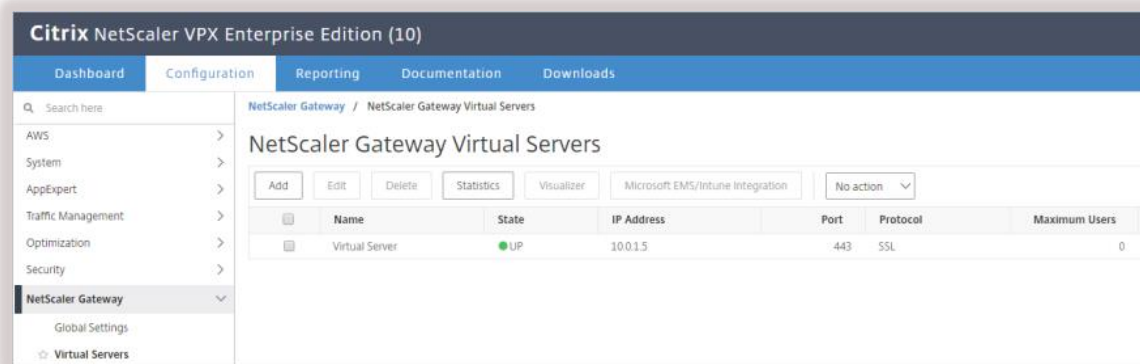 Citrix NetScaler VPX Enterprise Edition (10)
Dashboard Configuration Reporting Documentation Downloads
Search here
AWS
System
AppExpert
Traffic Management
Optimization
Security
NetScaler Gateway
Global Settings
Virtual Servers
NetScaler Gateway / NetScaler Gateway Virtual Servers
NetScaler Gateway Virtual Servers
Add Edit Delete Statistics Visualizer Microsoft EMS/Intune Integration No action
Name State IP Address Port Protocol Maximum Users
Virtual Server UP 10.0.1.5 443 SSL 0